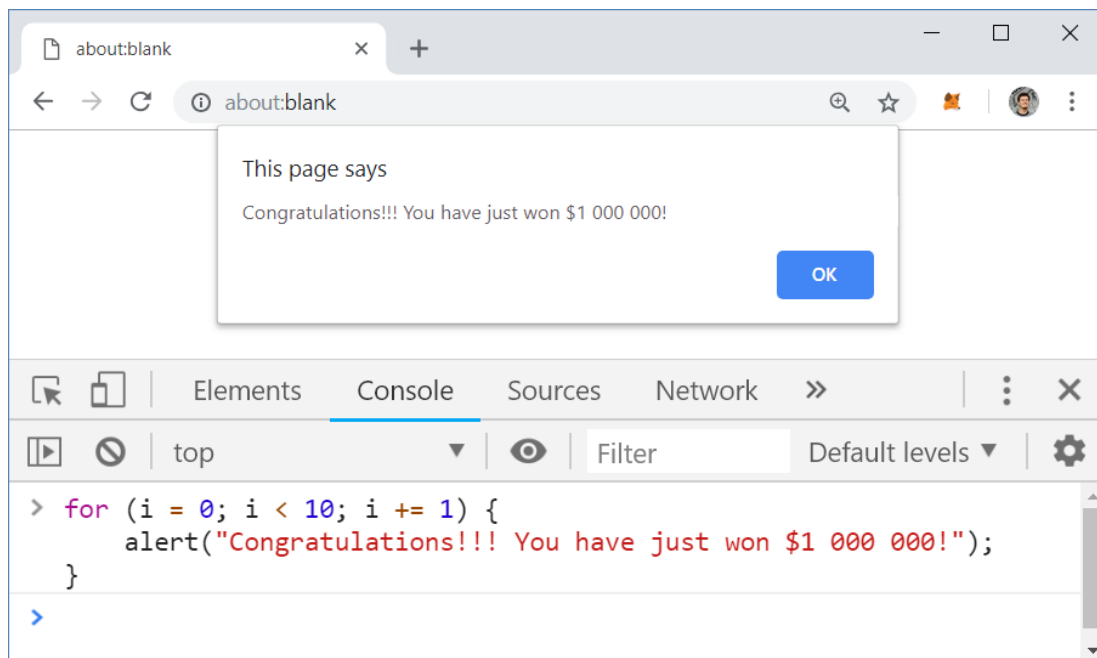 about:blank
about:blank
This page says
Congratulations!!! You have just won $1 000 000!
OK
Elements Console Sources Network
top Filter Default levels
for (i = 0; i < 10; i += 1) {
    alert("Congratulations!!! You have just won $1 000 000!");
}